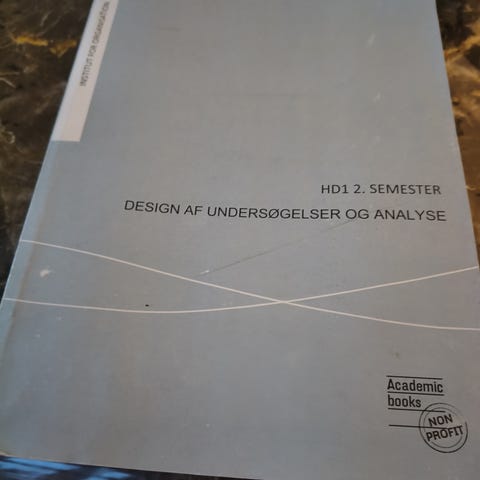 INSTITUT FOR ORGANISATION
HD1 2. SEMESTER
DESIGN AF UNDERSØGELSER OG ANALYSE
Academic
books
NON
PROFIT